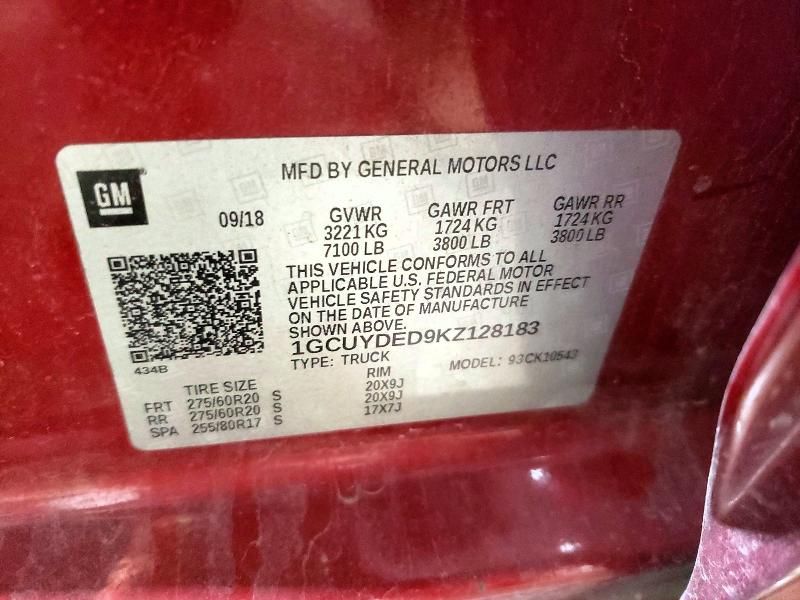 GM
MFD BY GENERAL MOTORS LLC
09/18 GVWR GAWR FRT GAWR RR
3221 KG 1724 KG 1724 KG
7100 LB 3800 LB 3800 LB
THIS VEHICLE CONFORMS TO ALL
APPLICABLE U.S. FEDERAL MOTOR
VEHICLE SAFETY STANDARDS IN EFFECT
ON THE DATE OF MANUFACTURE
SHOWN ABOVE.
1GCUYDED9KZ128183
434B
TYPE: TRUCK MODEL: 93CK10543
TIRE SIZE RIM
FRT 275/60R20 S 20X9J
RR 275/60R20 S 20X9J
SPA 255/80R17 S 17X7J